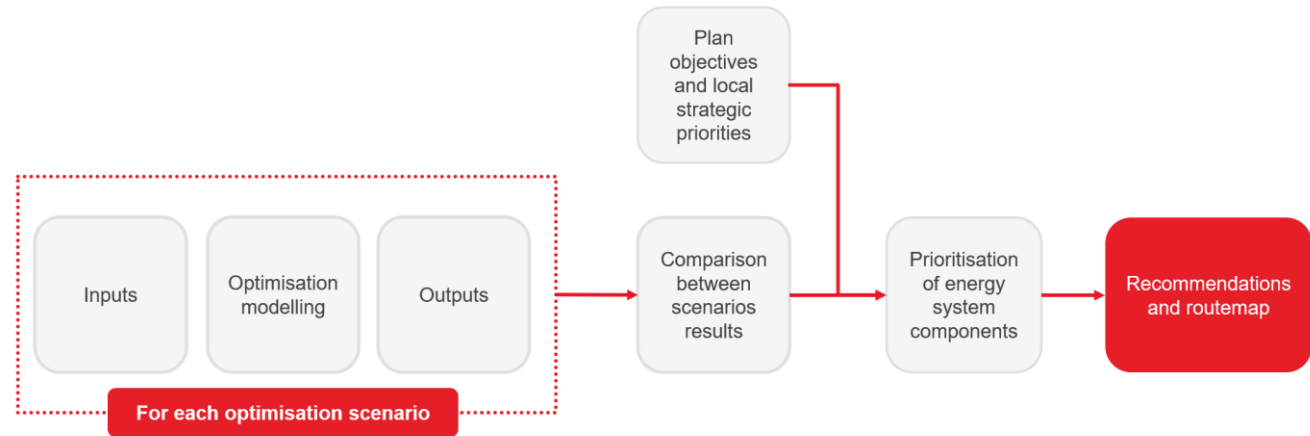 Plan
objectives
and local
strategic
priorities
Inputs
Optimisation
modelling
Outputs
Comparison
between
scenarios
results
Prioritisation
of energy
system
components
Recommendations
and routemap
For each optimisation scenario